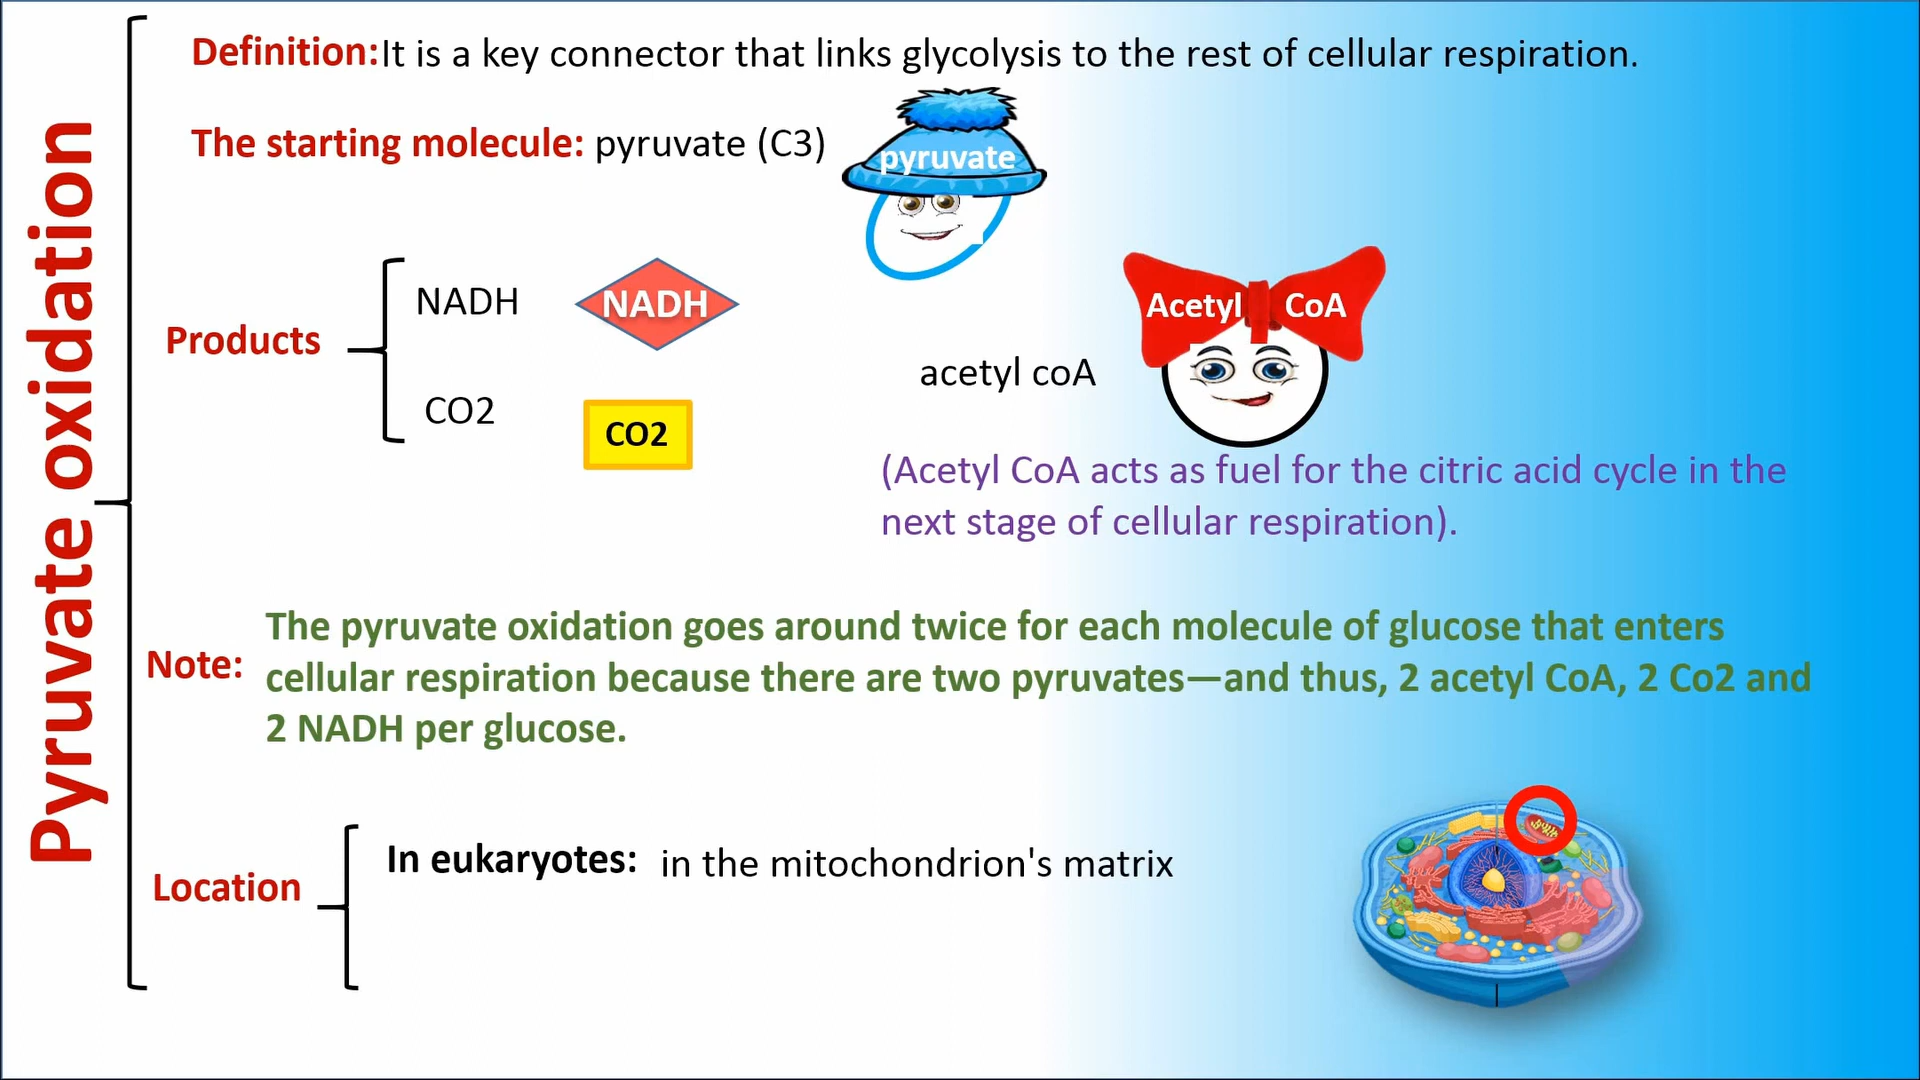 Pyruvate oxidation
Definition:It is a key connector that links glycolysis to the rest of cellular respiration.
The starting molecule: pyruvate (C3)
pyruvate
Products
NADH
NADH
CO2
CO2
acetyl coA
Acetyl CoA
(Acetyl CoA acts as fuel for the citric acid cycle in the
next stage of cellular respiration).
Note:
The pyruvate oxidation goes around twice for each molecule of glucose that enters
cellular respiration because there are two pyruvates—and thus, 2 acetyl CoA, 2 Co2 and
2 NADH per glucose.
Location
In eukaryotes: in the mitochondrion's matrix